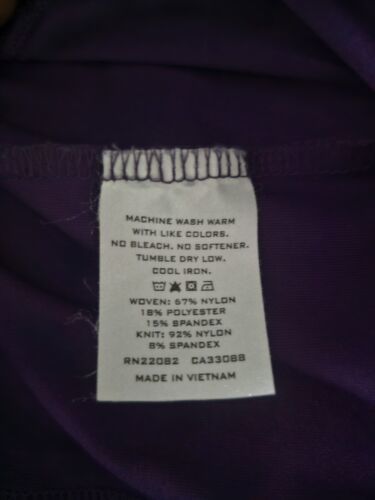 MACHINE WASH WARM
WITH LIKE COLORS.
NO BLEACH. NO SOFTENER.
TUMBLE DRY LOW.
COOL IRON.
WOVEN: 67% NYLON
18% POLYESTER
15% SPANDEX
KNIT: 92% NYLON
8% SPANDEX
RN22082 CA33088
MADE IN VIETNAM